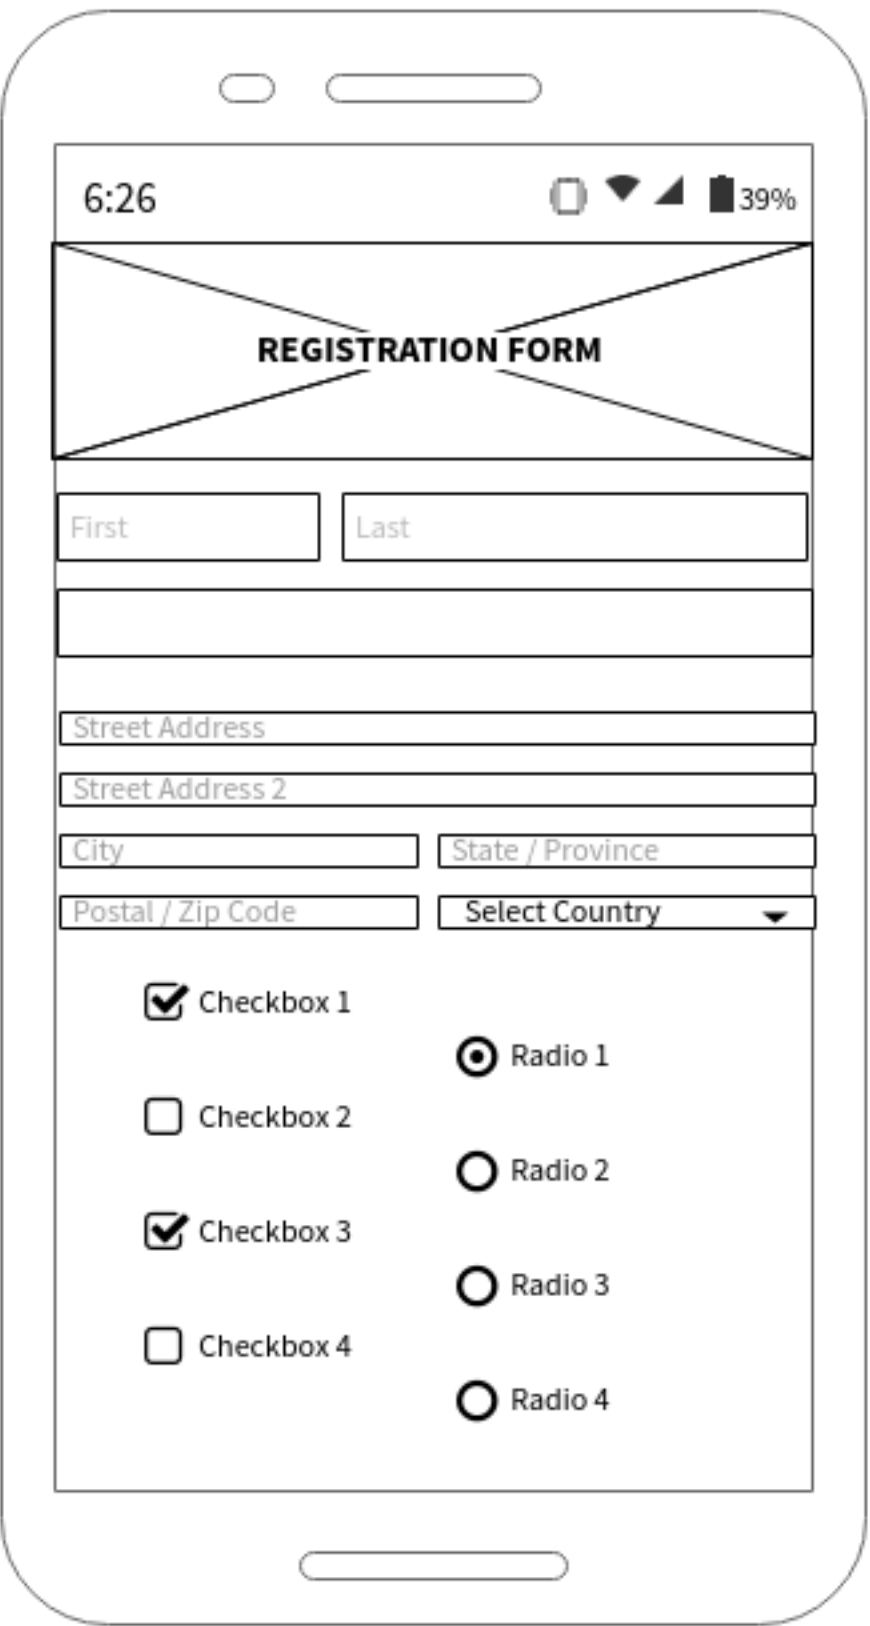 6:26 39%
REGISTRATION FORM
First Last
Street Address
Street Address 2
City State / Province
Postal / Zip Code Select Country
Checkbox 1
Radio 1
Checkbox 2
Radio 2
Checkbox 3
Radio 3
Checkbox 4
Radio 4